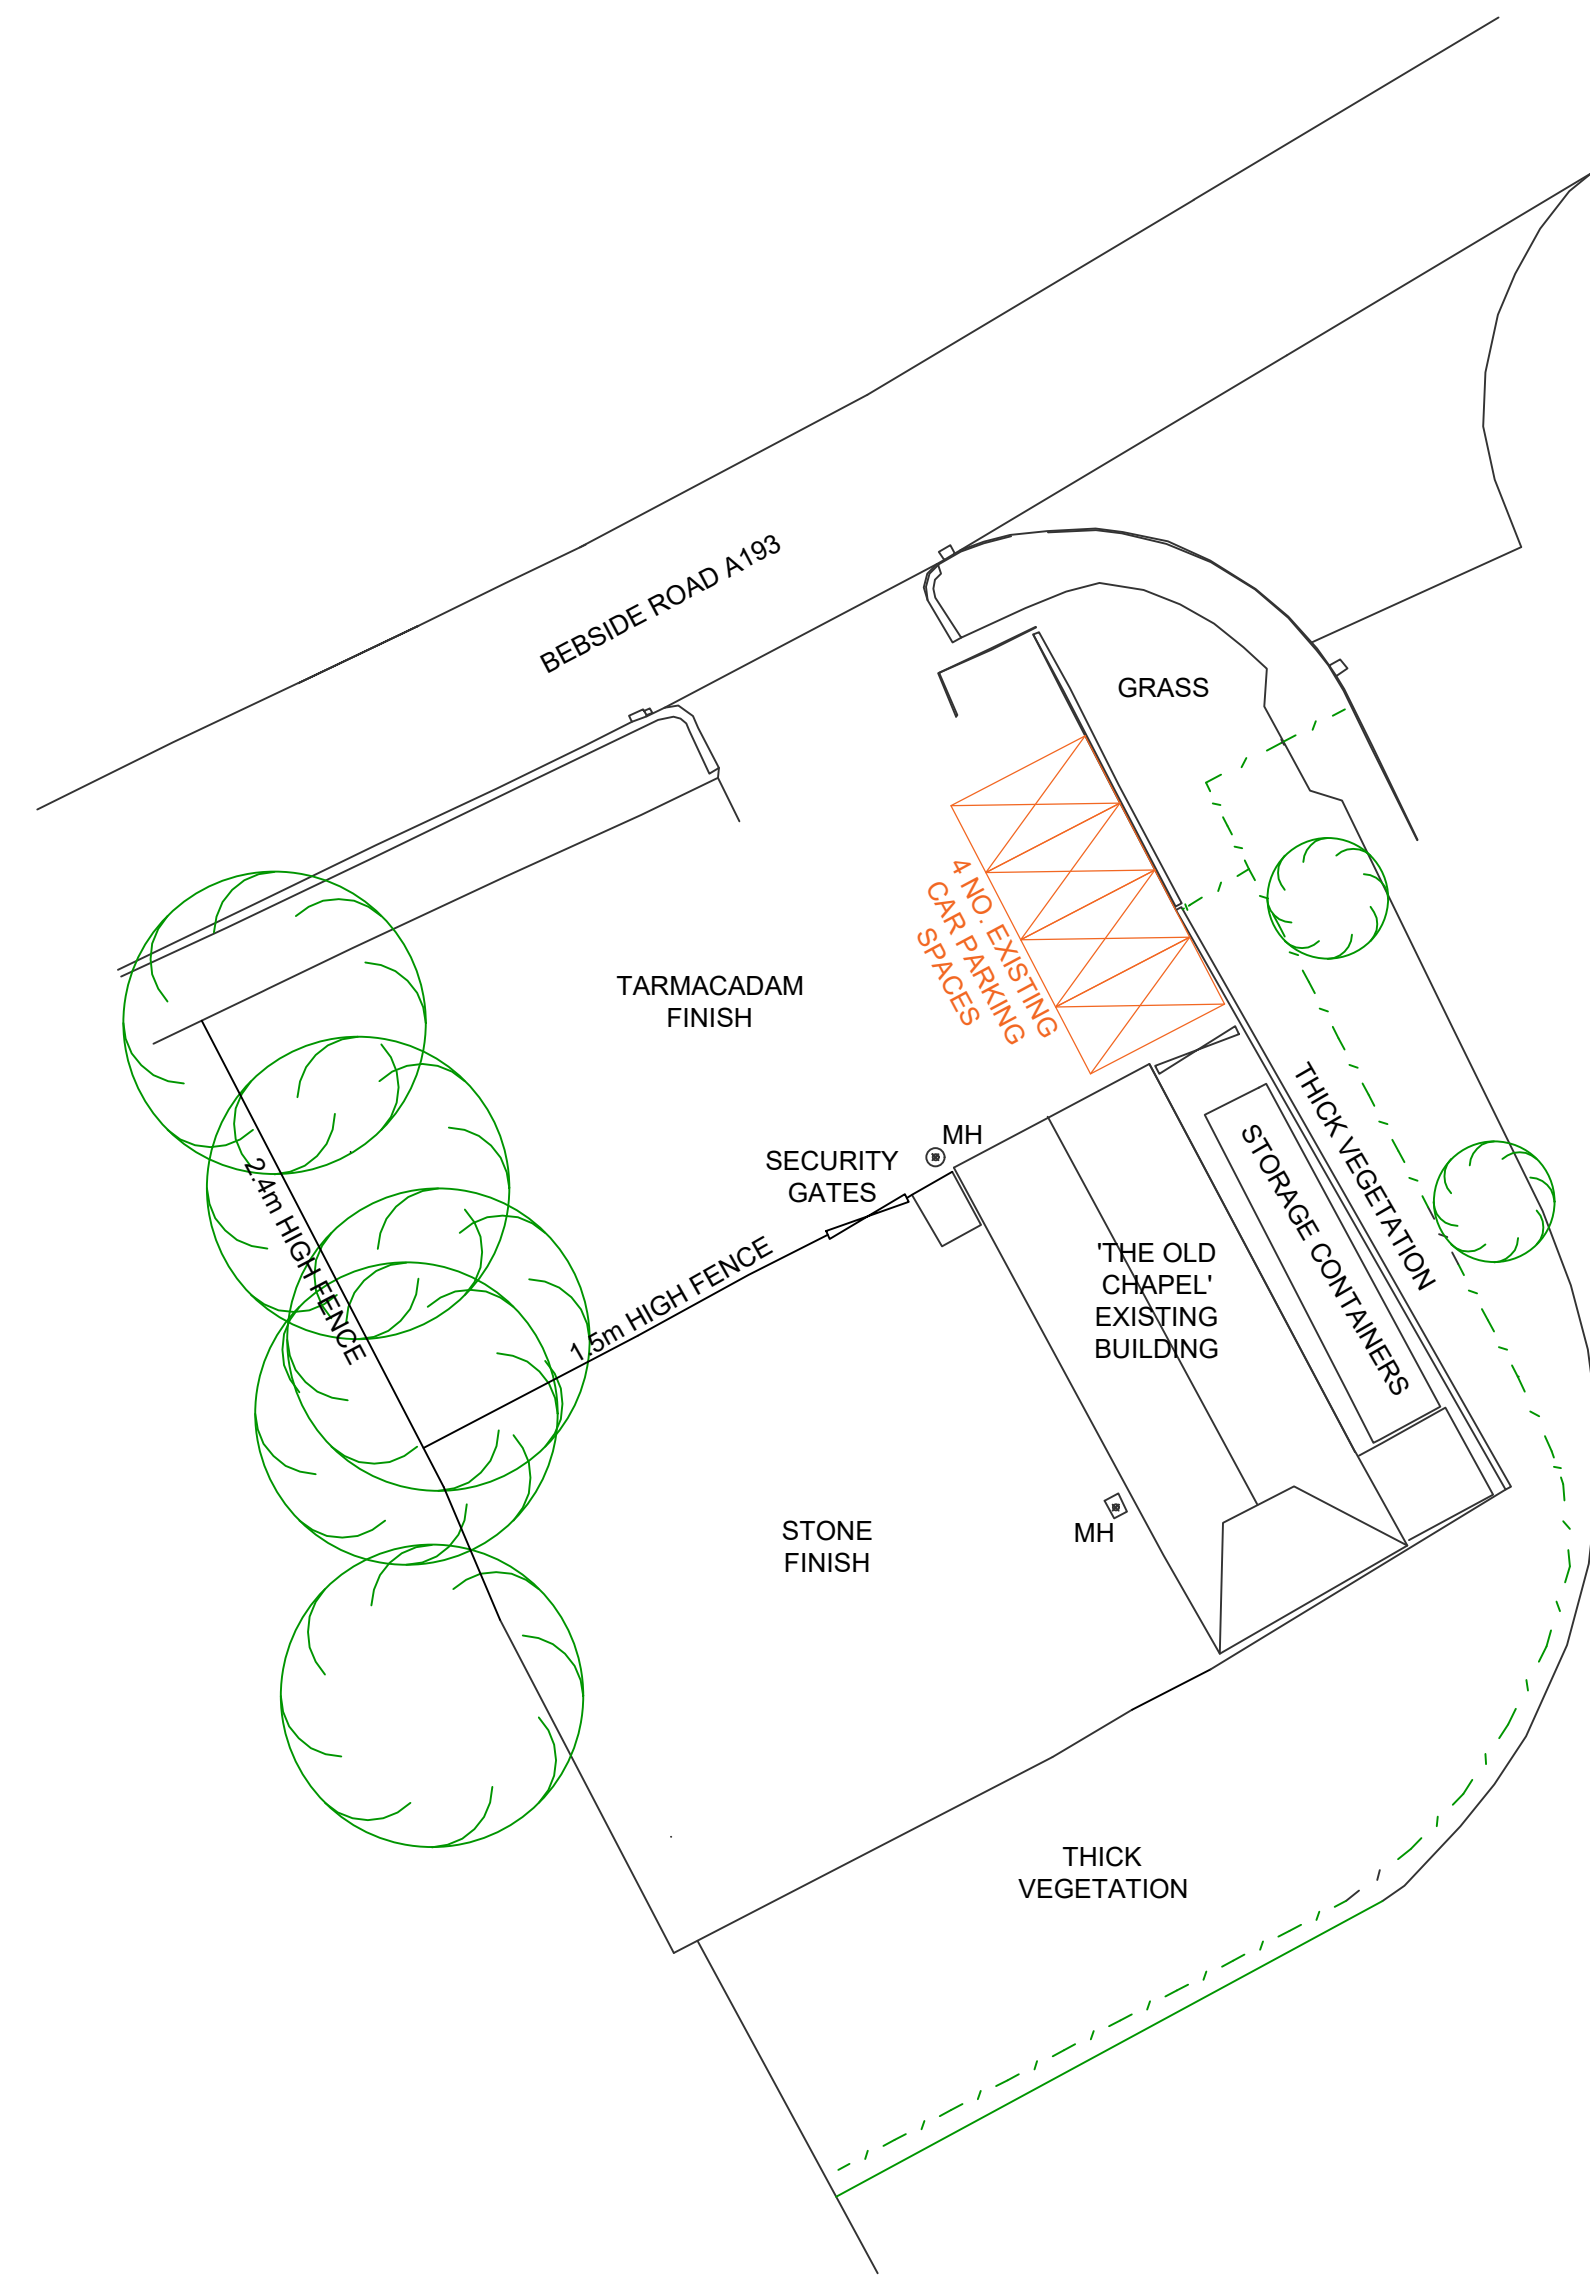 BEBSIDE ROAD A193
GRASS
4 NO. EXISTING
CAR PARKING
SPACES
TARMACADAM
FINISH
THICK VEGETATION
STORAGE CONTAINERS
MH
SECURITY
GATES
2.4m HIGH FENCE
1.5m HIGH FENCE
'THE OLD
CHAPEL'
EXISTING
BUILDING
STONE
FINISH
MH
THICK
VEGETATION